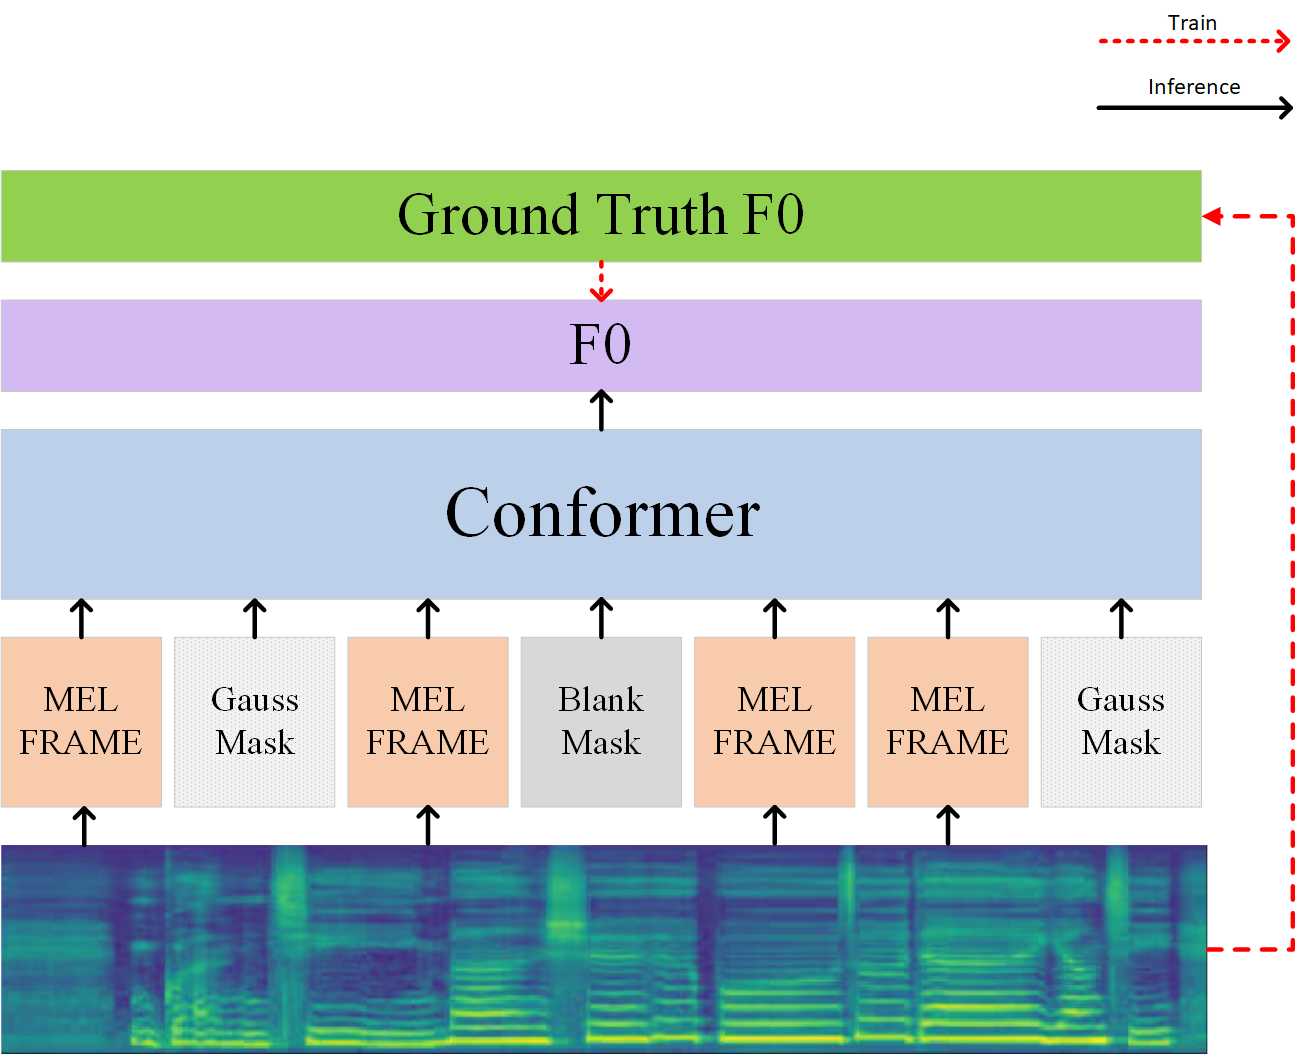 Train
Inference
Ground Truth F0
F0
Conformer
MEL
FRAME
Gauss
Mask
MEL
FRAME
Blank
Mask
MEL
FRAME
MEL
FRAME
Gauss
Mask